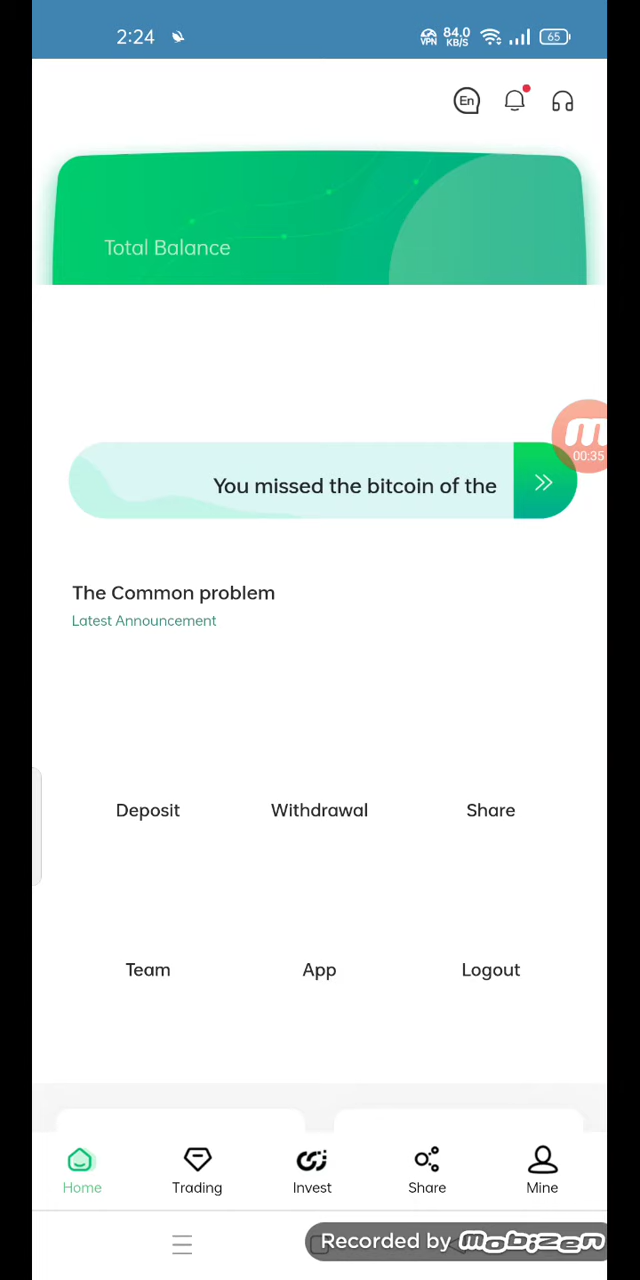 2:24
VPN
84.0
KB/S
65
En
Total Balance
00:35
You missed the bitcoin of the
The Common problem
Latest Announcement
Deposit
Withdrawal
Share
Team
App
Logout
Home
Trading
Invest
Share
Mine
Recorded by mobizen